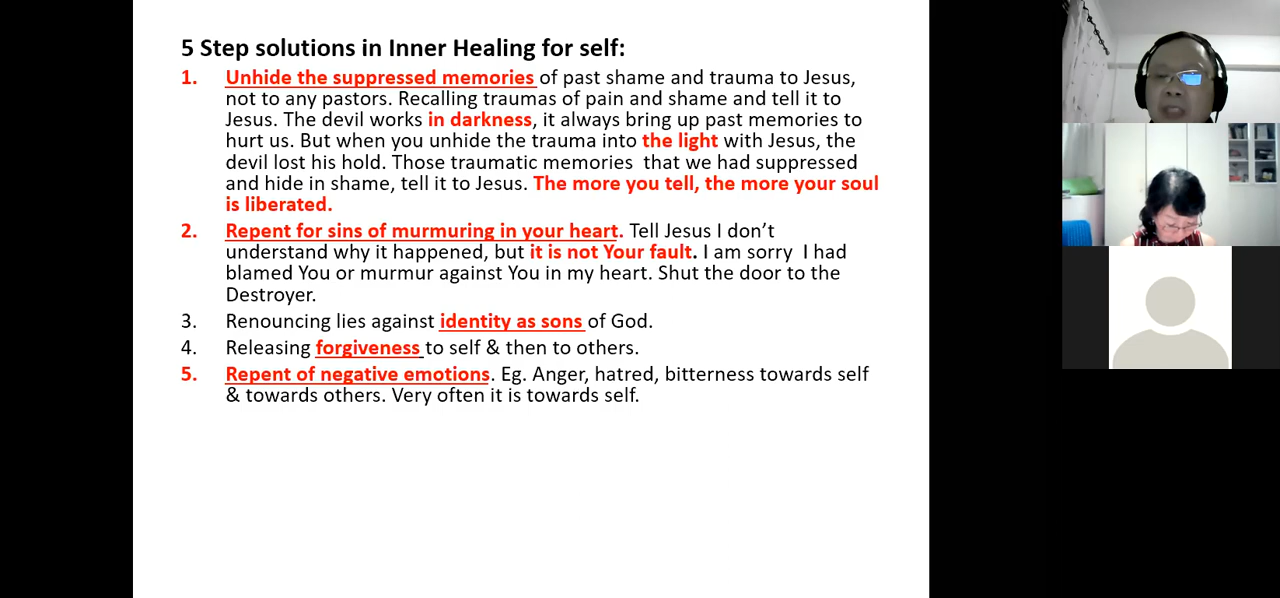 5 Step solutions in Inner Healing for self:
1. Unhide the suppressed memories of past shame and trauma to Jesus,
not to any pastors. Recalling traumas of pain and shame and tell it to
Jesus. The devil works in darkness, it always bring up past memories to
hurt us. But when you unhide the trauma into the light with Jesus, the
devil lost his hold. Those traumatic memories that we had suppressed
and hide in shame, tell it to Jesus. The more you tell, the more your soul
is liberated.
2. Repent for sins of murmuring in your heart. Tell Jesus I don't
understand why it happened, but it is not Your fault. I am sorry I had
blamed You or murmur against You in my heart. Shut the door to the
Destroyer.
3. Renouncing lies against identity as sons of God.
4. Releasing forgiveness to self & then to others.
5. Repent of negative emotions. Eg. Anger, hatred, bitterness towards self
& towards others. Very often it is towards self.